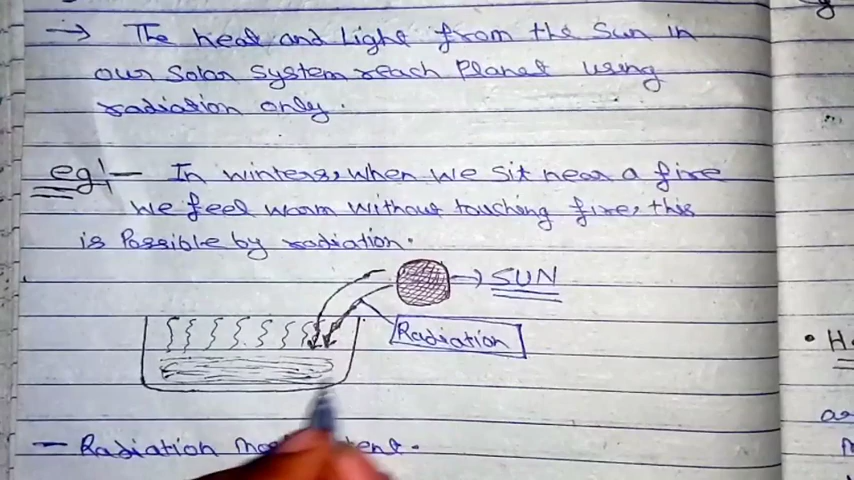 → The heat and Light from the Sun in
our Solar System reach Planet using
radiation only.
eg!— In winters, when we sit near a fire
we feel warm without touching fire, this
is Possible by radiation.
→ SUN
Radiation
— Radiation
• H